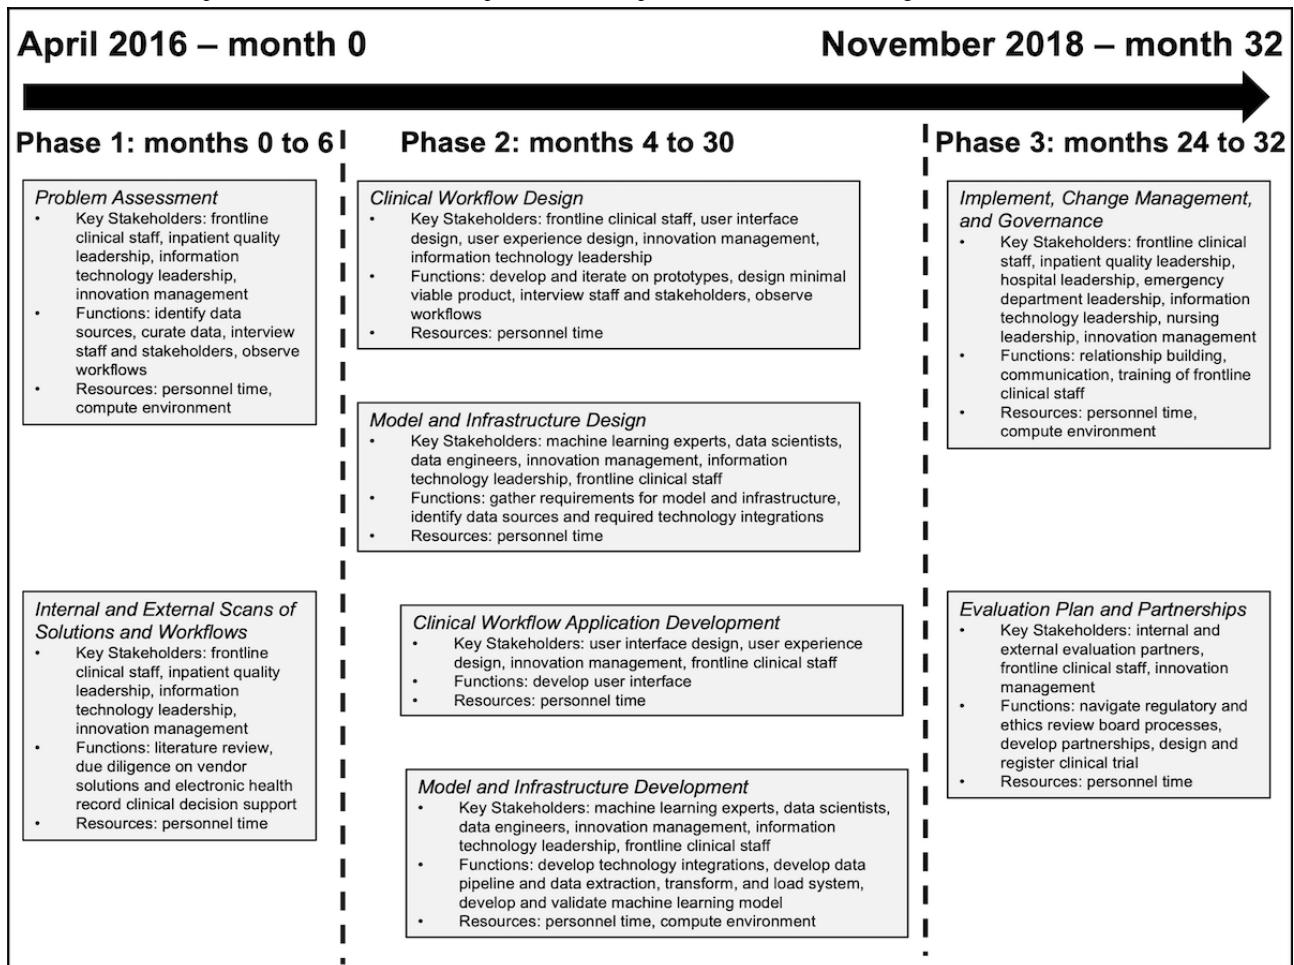 April 2016 – month 0
November 2018 – month 32
Phase 1: months 0 to 6
Problem Assessment
• Key Stakeholders: frontline
clinical staff, inpatient quality
leadership, information
technology leadership,
innovation management
• Functions: identify data
sources, curate data, interview
staff and stakeholders, observe
workflows
• Resources: personnel time,
compute environment
Internal and External Scans of
Solutions and Workflows
• Key Stakeholders: frontline
clinical staff, inpatient quality
leadership, information
technology leadership,
innovation management
• Functions: literature review,
due diligence on vendor
solutions and electronic health
record clinical decision support
• Resources: personnel time
Phase 2: months 4 to 30
Clinical Workflow Design
• Key Stakeholders: frontline clinical staff, user interface
design, user experience design, innovation management,
information technology leadership
• Functions: develop and iterate on prototypes, design minimal
viable product, interview staff and stakeholders, observe
workflows
• Resources: personnel time
Model and Infrastructure Design
• Key Stakeholders: machine learning experts, data scientists,
data engineers, innovation management, information
technology leadership, frontline clinical staff
• Functions: gather requirements for model and infrastructure,
identify data sources and required technology integrations
• Resources: personnel time
Clinical Workflow Application Development
• Key Stakeholders: user interface design, user experience
design, innovation management, frontline clinical staff
• Functions: develop user interface
• Resources: personnel time
Model and Infrastructure Development
• Key Stakeholders: machine learning experts, data scientists,
data engineers, innovation management, information
technology leadership, frontline clinical staff
• Functions: develop technology integrations, develop data
pipeline and data extraction, transform, and load system,
develop and validate machine learning model
• Resources: personnel time, compute environment
Phase 3: months 24 to 32
Implement, Change Management,
and Governance
• Key Stakeholders: frontline clinical
staff, inpatient quality leadership,
hospital leadership, emergency
department leadership, information
technology leadership, nursing
leadership, innovation management
• Functions: relationship building,
communication, training of frontline
clinical staff
• Resources: personnel time,
compute environment
Evaluation Plan and Partnerships
• Key Stakeholders: internal and
external evaluation partners,
frontline clinical staff, innovation
management
• Functions: navigate regulatory and
ethics review board processes,
develop partnerships, design and
register clinical trial
• Resources: personnel time